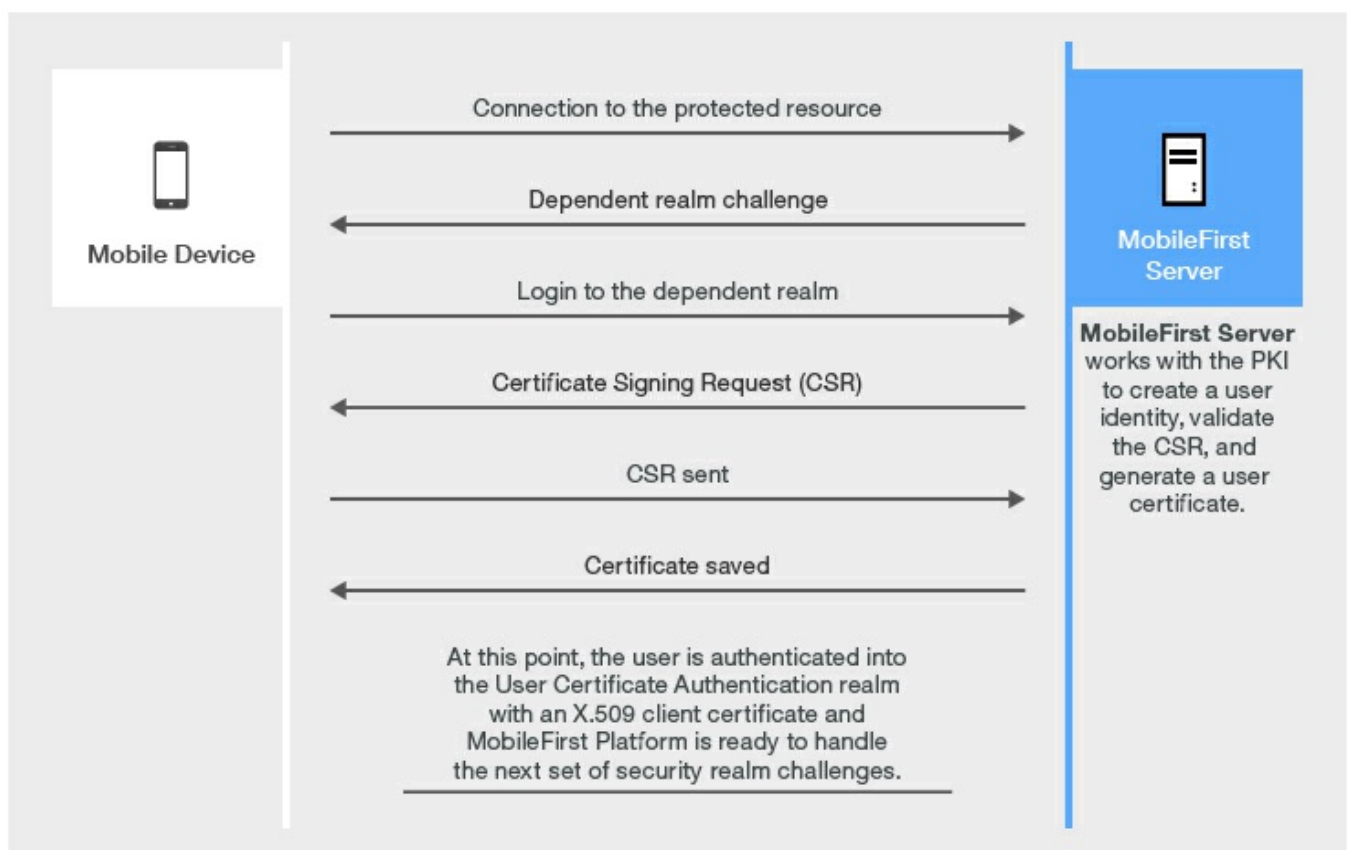 Connection to the protected resource
Dependent realm challenge
Mobile Device
MobileFirst
Server
Login to the dependent realm
MobileFirst Server
works with the PKI
to create a user
identity, validate
the CSR, and
generate a user
certificate.
Certificate Signing Request (CSR)
CSR sent
Certificate saved
At this point, the user is authenticated into
the User Certificate Authentication realm
with an X.509 client certificate and
MobileFirst Platform is ready to handle
the next set of security realm challenges.